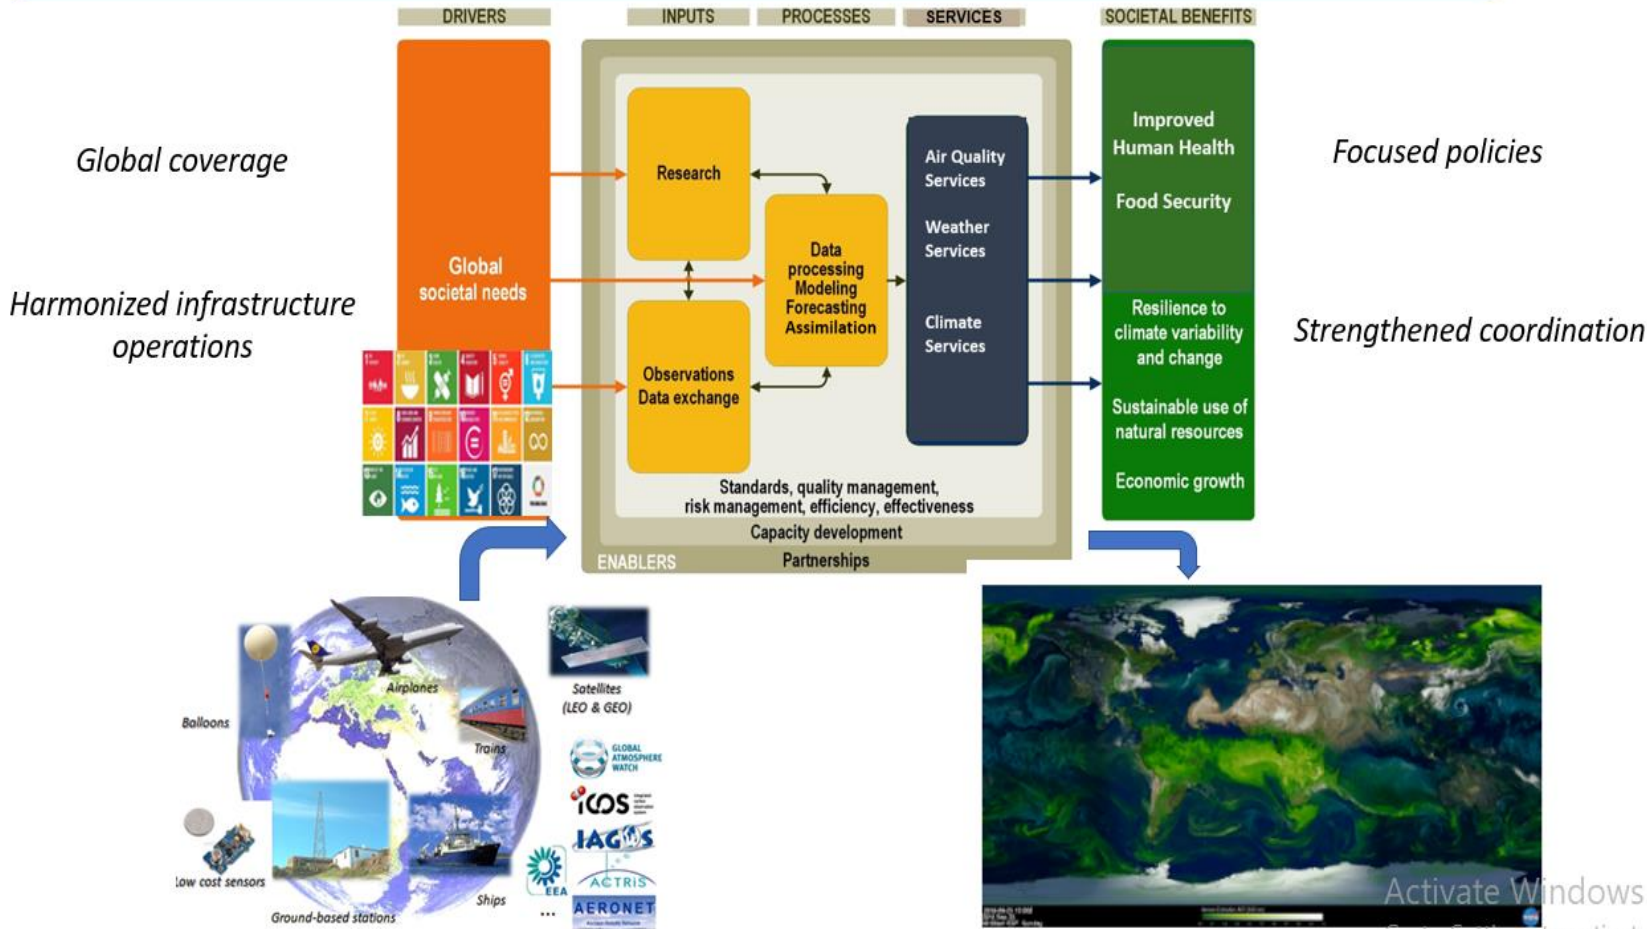 DRIVERS
INPUTS
PROCESSES
SERVICES
SOCIETAL BENEFITS
Global coverage
Harmonized infrastructure
operations
Global
societal needs
Research
Observations
Data exchange
Data
processing
Modeling
Forecasting
Assimilation
Air Quality
Services
Weather
Services
Climate
Services
Standards, quality management,
risk management, efficiency, effectiveness
Capacity development
Partnerships
ENABLERS
Improved
Human Health
Food Security
Resilience to
climate variability
and change
Sustainable use of
natural resources
Economic growth
Focused policies
Strengthened coordination
Balloons
Airplanes
Trains
Low cost sensors
Ground-based stations
Ships
Satellites
(LEO & GEO)
GLOBAL
ATMOSPHERE
WATCH
ICOS
IAGOS
EEA
ACTRIS
...
AERONET
Activate Windows